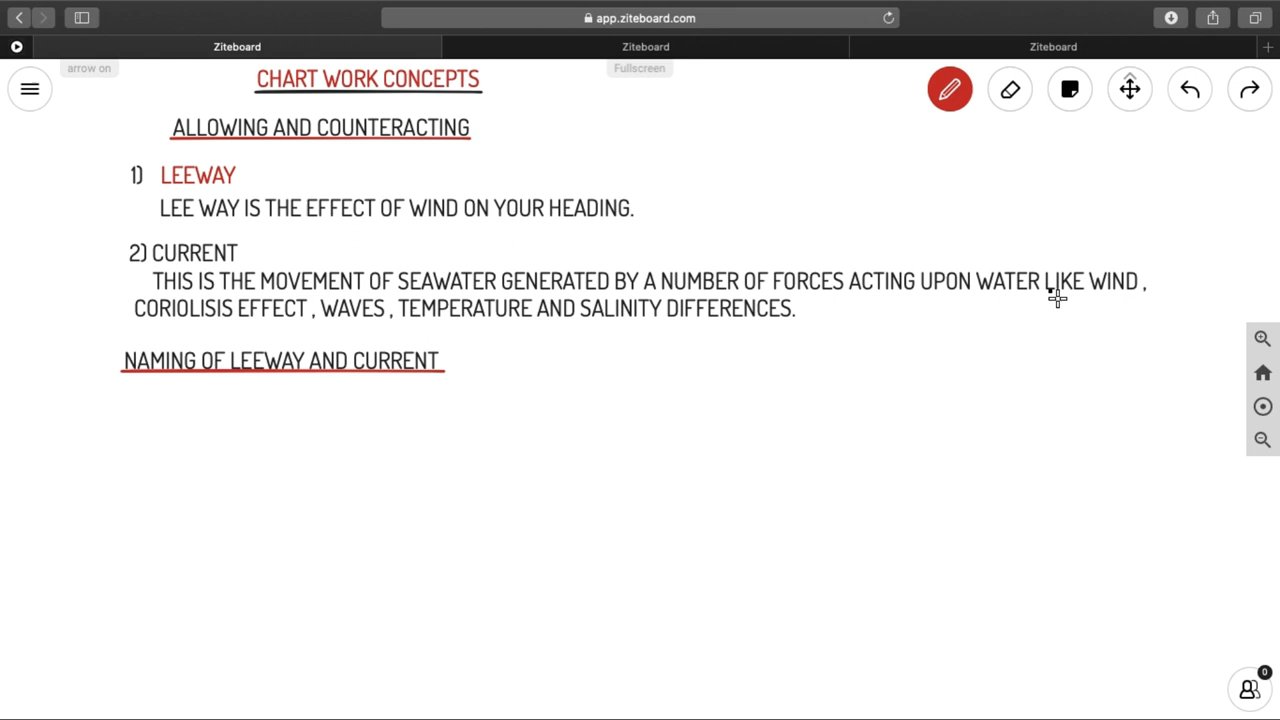 app.ziteboard.com
Ziteboard
Ziteboard
Ziteboard
arrow on
Fullscreen
CHART WORK CONCEPTS
ALLOWING AND COUNTERACTING
1) LEEWAY
LEE WAY IS THE EFFECT OF WIND ON YOUR HEADING.
2) CURRENT
THIS IS THE MOVEMENT OF SEAWATER GENERATED BY A NUMBER OF FORCES ACTING UPON WATER LIKE WIND ,
CORIOLISIS EFFECT , WAVES , TEMPERATURE AND SALINITY DIFFERENCES.
NAMING OF LEEWAY AND CURRENT
0